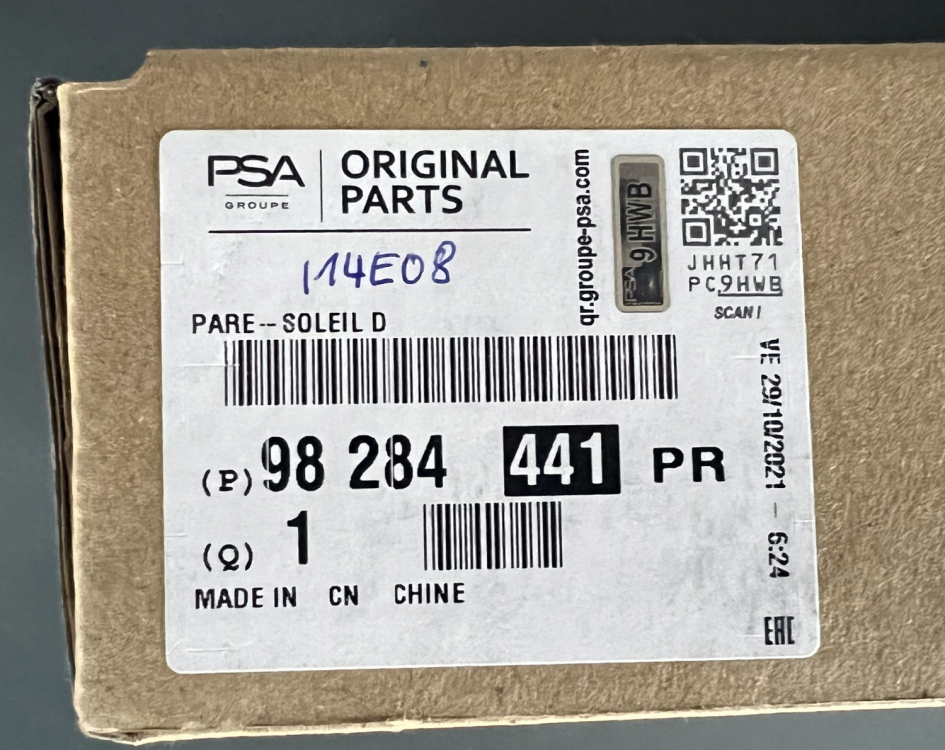 PSA
GROUPE
ORIGINAL
PARTS
114E08
qr.groupe-psa.com
PSA 9HWB
JHHT71
PC9HWB
SCAN!
PARE--SOLEIL D
(P) 98 284 441 PR
(Q) 1
MADE IN CN CHINE
VE 29/10/2021 - 6:24
EAC